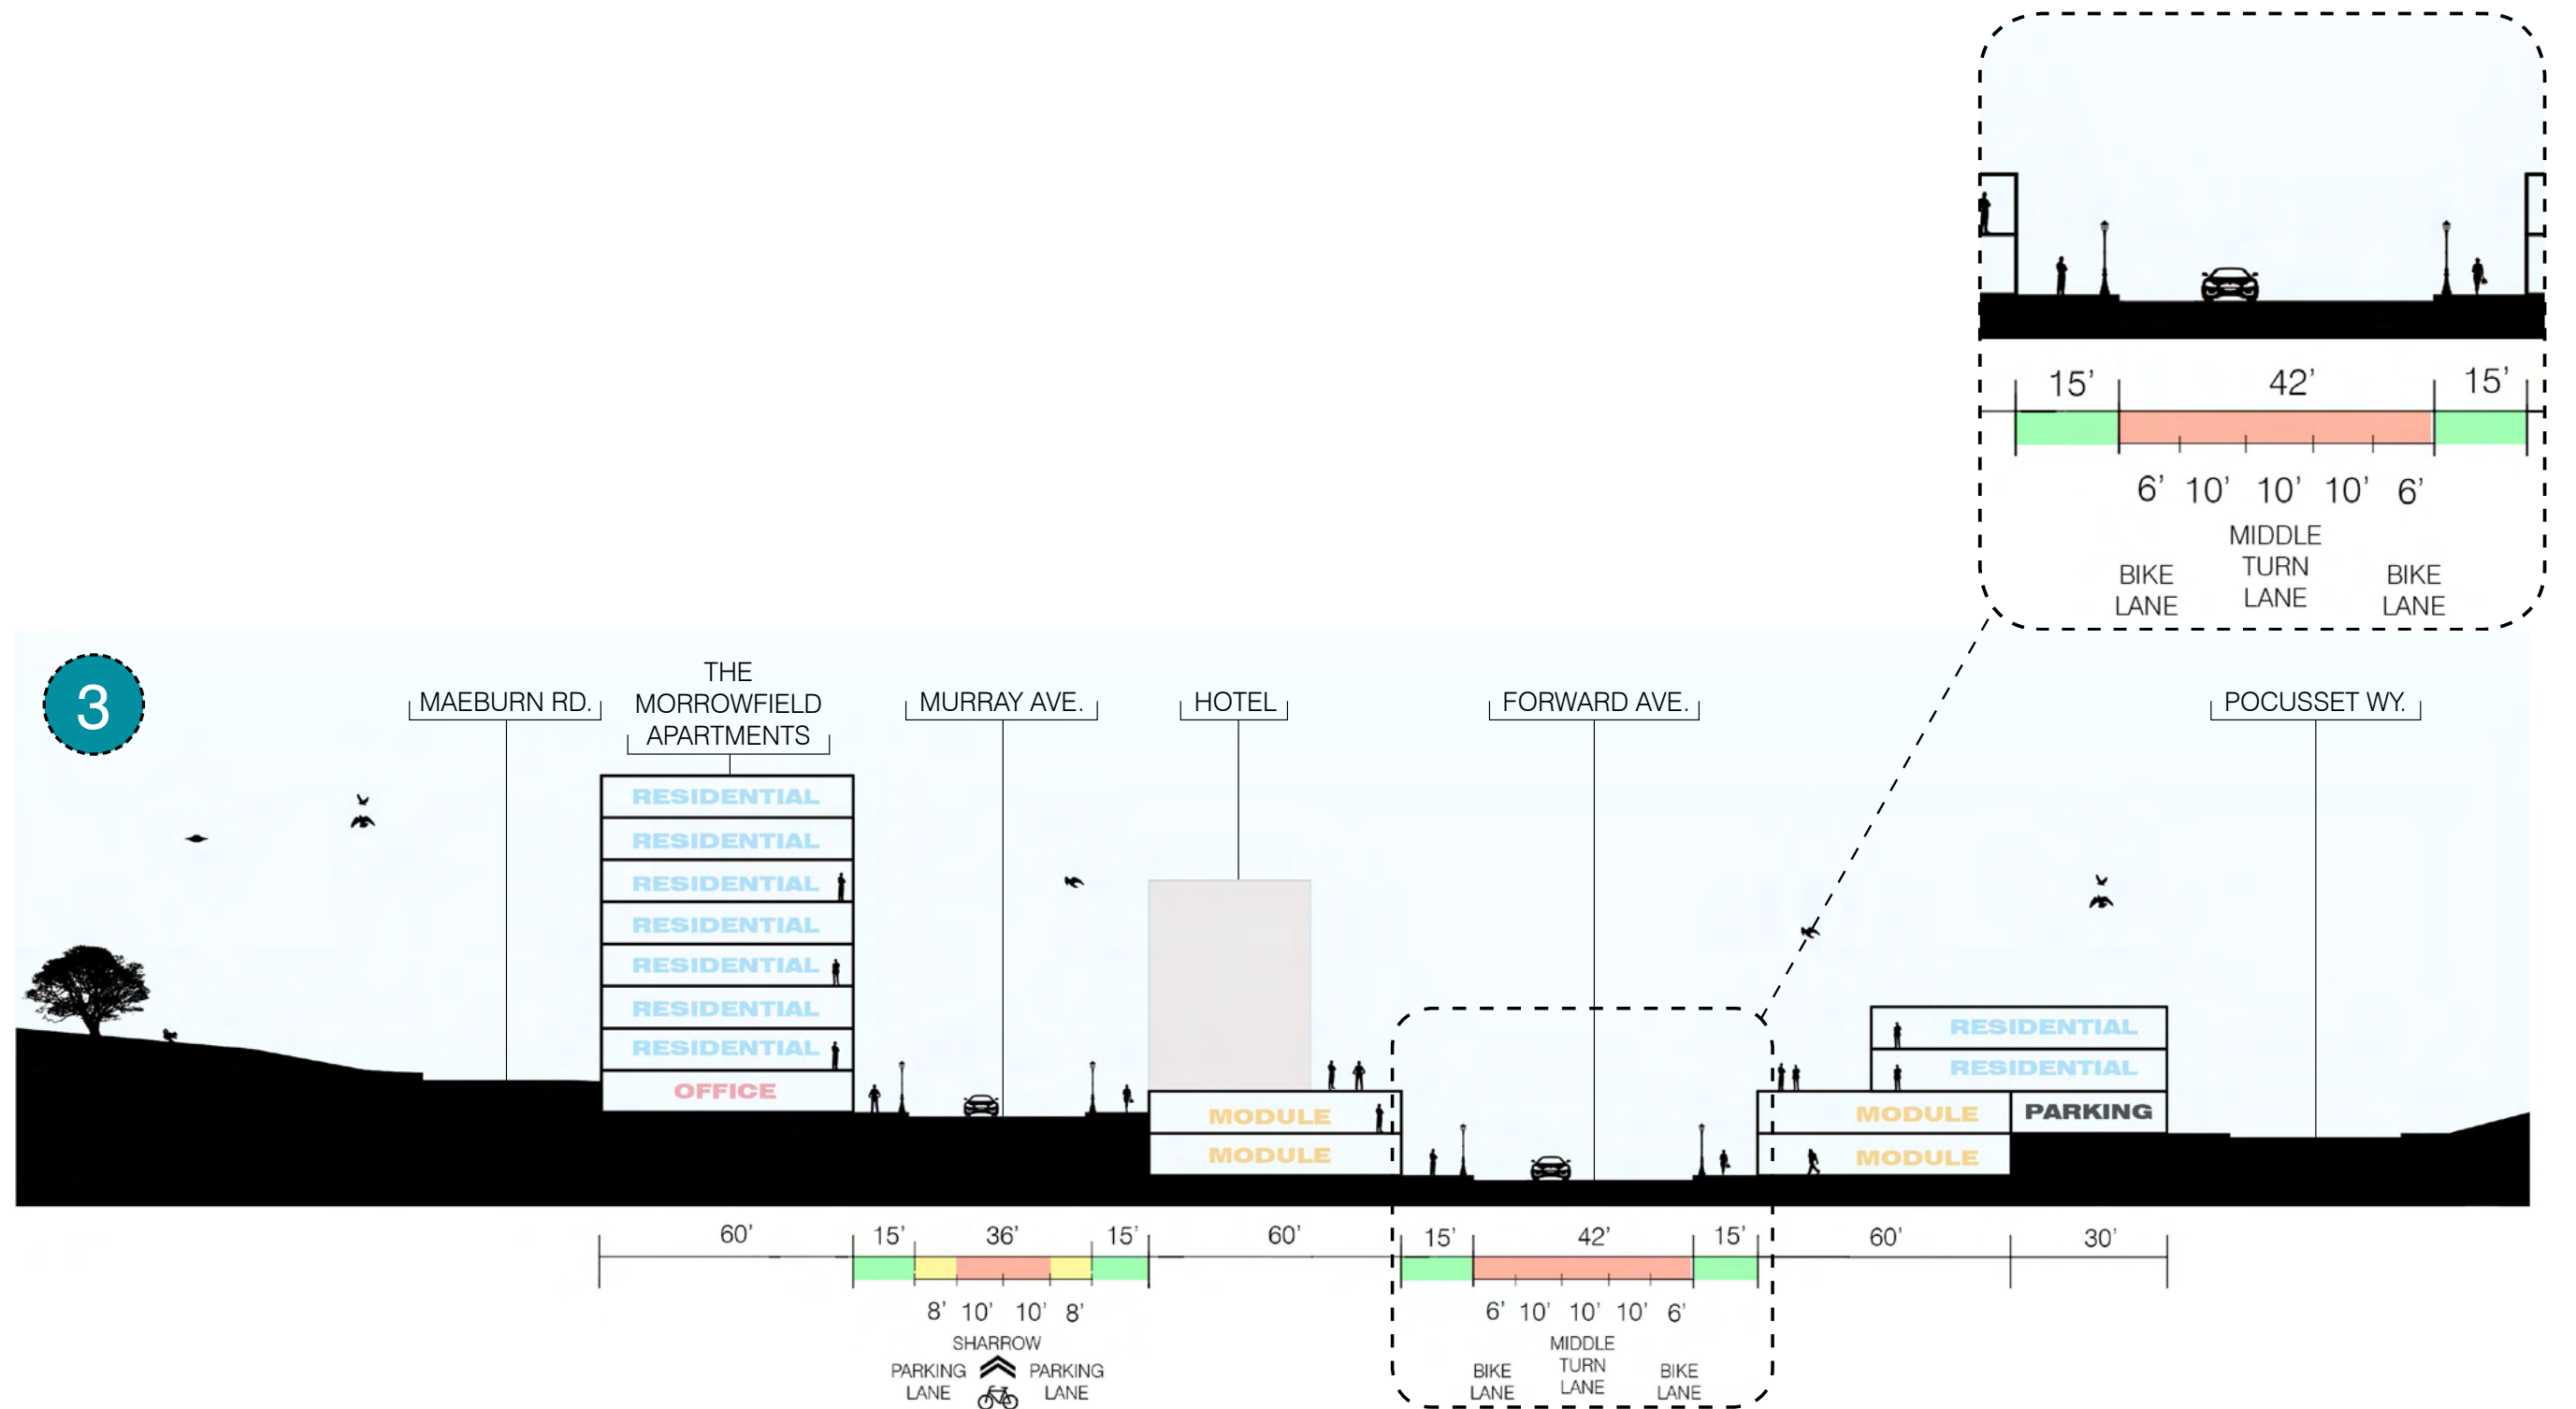 15’ 42’ 15’
6’ 10’ 10’ 10’ 6’
MIDDLE
TURN
LANE
BIKE
LANE
BIKE
LANE
3
MAEBURN RD.
THE
MORROWFIELD
APARTMENTS
MURRAY AVE.
HOTEL
FORWARD AVE.
POCUSSET WY.
RESIDENTIAL
RESIDENTIAL
RESIDENTIAL
RESIDENTIAL
RESIDENTIAL
RESIDENTIAL
RESIDENTIAL
OFFICE
MODULE
MODULE
RESIDENTIAL
RESIDENTIAL
MODULE PARKING
MODULE
60’ 15’ 36’ 15’ 60’ 15’ 42’ 15’ 60’ 30’
8’ 10’ 10’ 8’
SHARROW
PARKING
LANE
PARKING
LANE
6’ 10’ 10’ 10’ 6’
MIDDLE
TURN
LANE
BIKE
LANE
BIKE
LANE